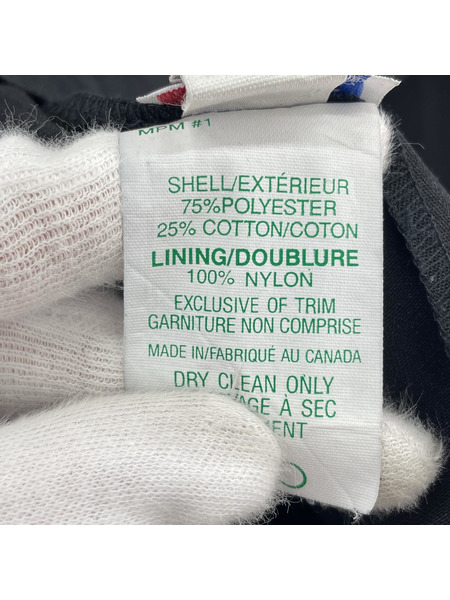 MPM #1
SHELL/EXTÉRIEUR
75%POLYESTER
25% COTTON/COTON
LINING/DOUBLURE
100% NYLON
EXCLUSIVE OF TRIM
GARNITURE NON COMPRISE
MADE IN/FABRIQUÉ AU CANADA
DRY CLEAN ONLY
À SEC